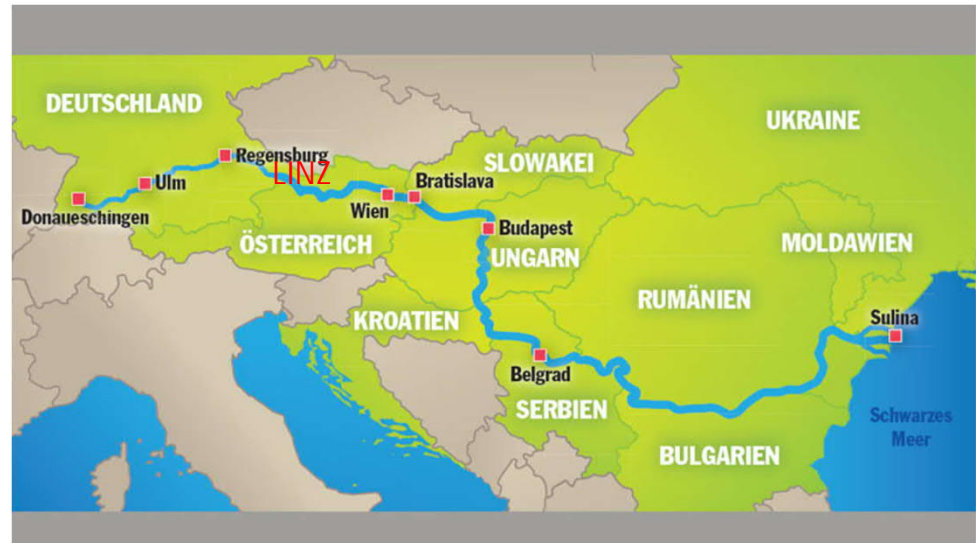 DEUTSCHLAND
UKRAINE
Regensburg
LINZ
SLOWAKEI
Ulm
Bratislava
Donaueschingen
Wien
Budapest
ÖSTERREICH
UNGARN
MOLDAWIEN
RUMÄNIEN
KROATIEN
Sulina
Belgrad
SERBIEN
Schwarzes
Meer
BULGARIEN